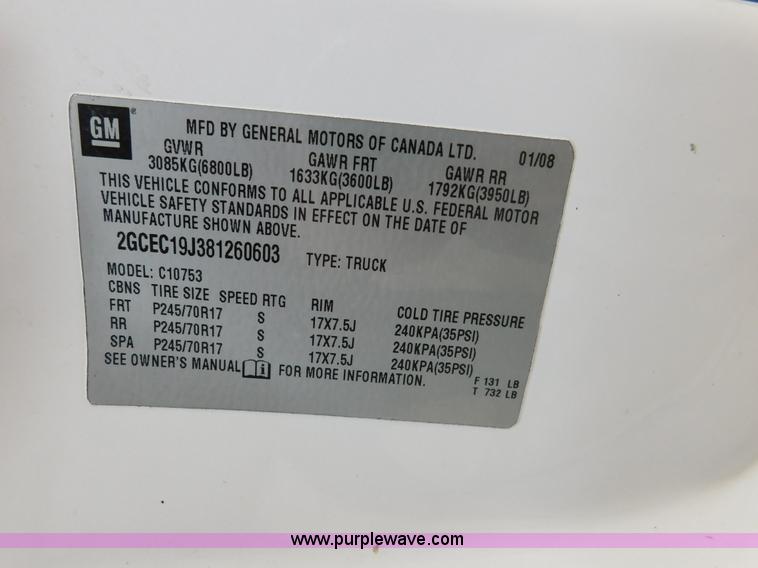 GM ®
MFD BY GENERAL MOTORS OF CANADA LTD. 01/08
GVWR GAWR FRT GAWR RR
3085KG(6800LB) 1633KG(3600LB) 1792KG(3950LB)
THIS VEHICLE CONFORMS TO ALL APPLICABLE U.S. FEDERAL MOTOR
VEHICLE SAFETY STANDARDS IN EFFECT ON THE DATE OF
MANUFACTURE SHOWN ABOVE.
2GCEC19J381260603 TYPE: TRUCK
MODEL: C10753
CBNS TIRE SIZE SPEED RTG RIM COLD TIRE PRESSURE
FRT P245/70R17 S 17X7.5J 240KPA(35PSI)
RR P245/70R17 S 17X7.5J 240KPA(35PSI)
SPA P245/70R17 S 17X7.5J 240KPA(35PSI)
SEE OWNER'S MANUAL FOR MORE INFORMATION. F 131 LB
T 732 LB
www.purplewave.com